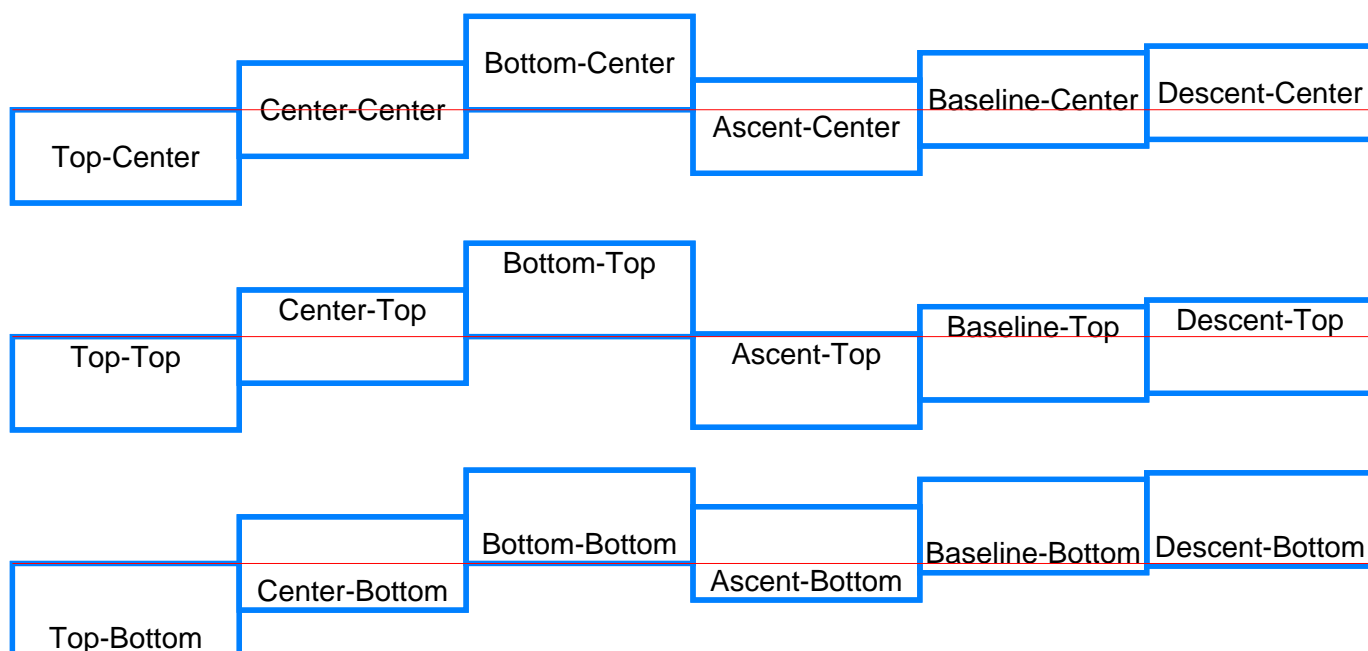 Top-Center
Center-Center
Bottom-Center
Ascent-Center
Baseline-Center
Descent-Center
Top-Top
Center-Top
Bottom-Top
Ascent-Top
Baseline-Top
Descent-Top
Top-Bottom
Center-Bottom
Bottom-Bottom
Ascent-Bottom
Baseline-Bottom
Descent-Bottom